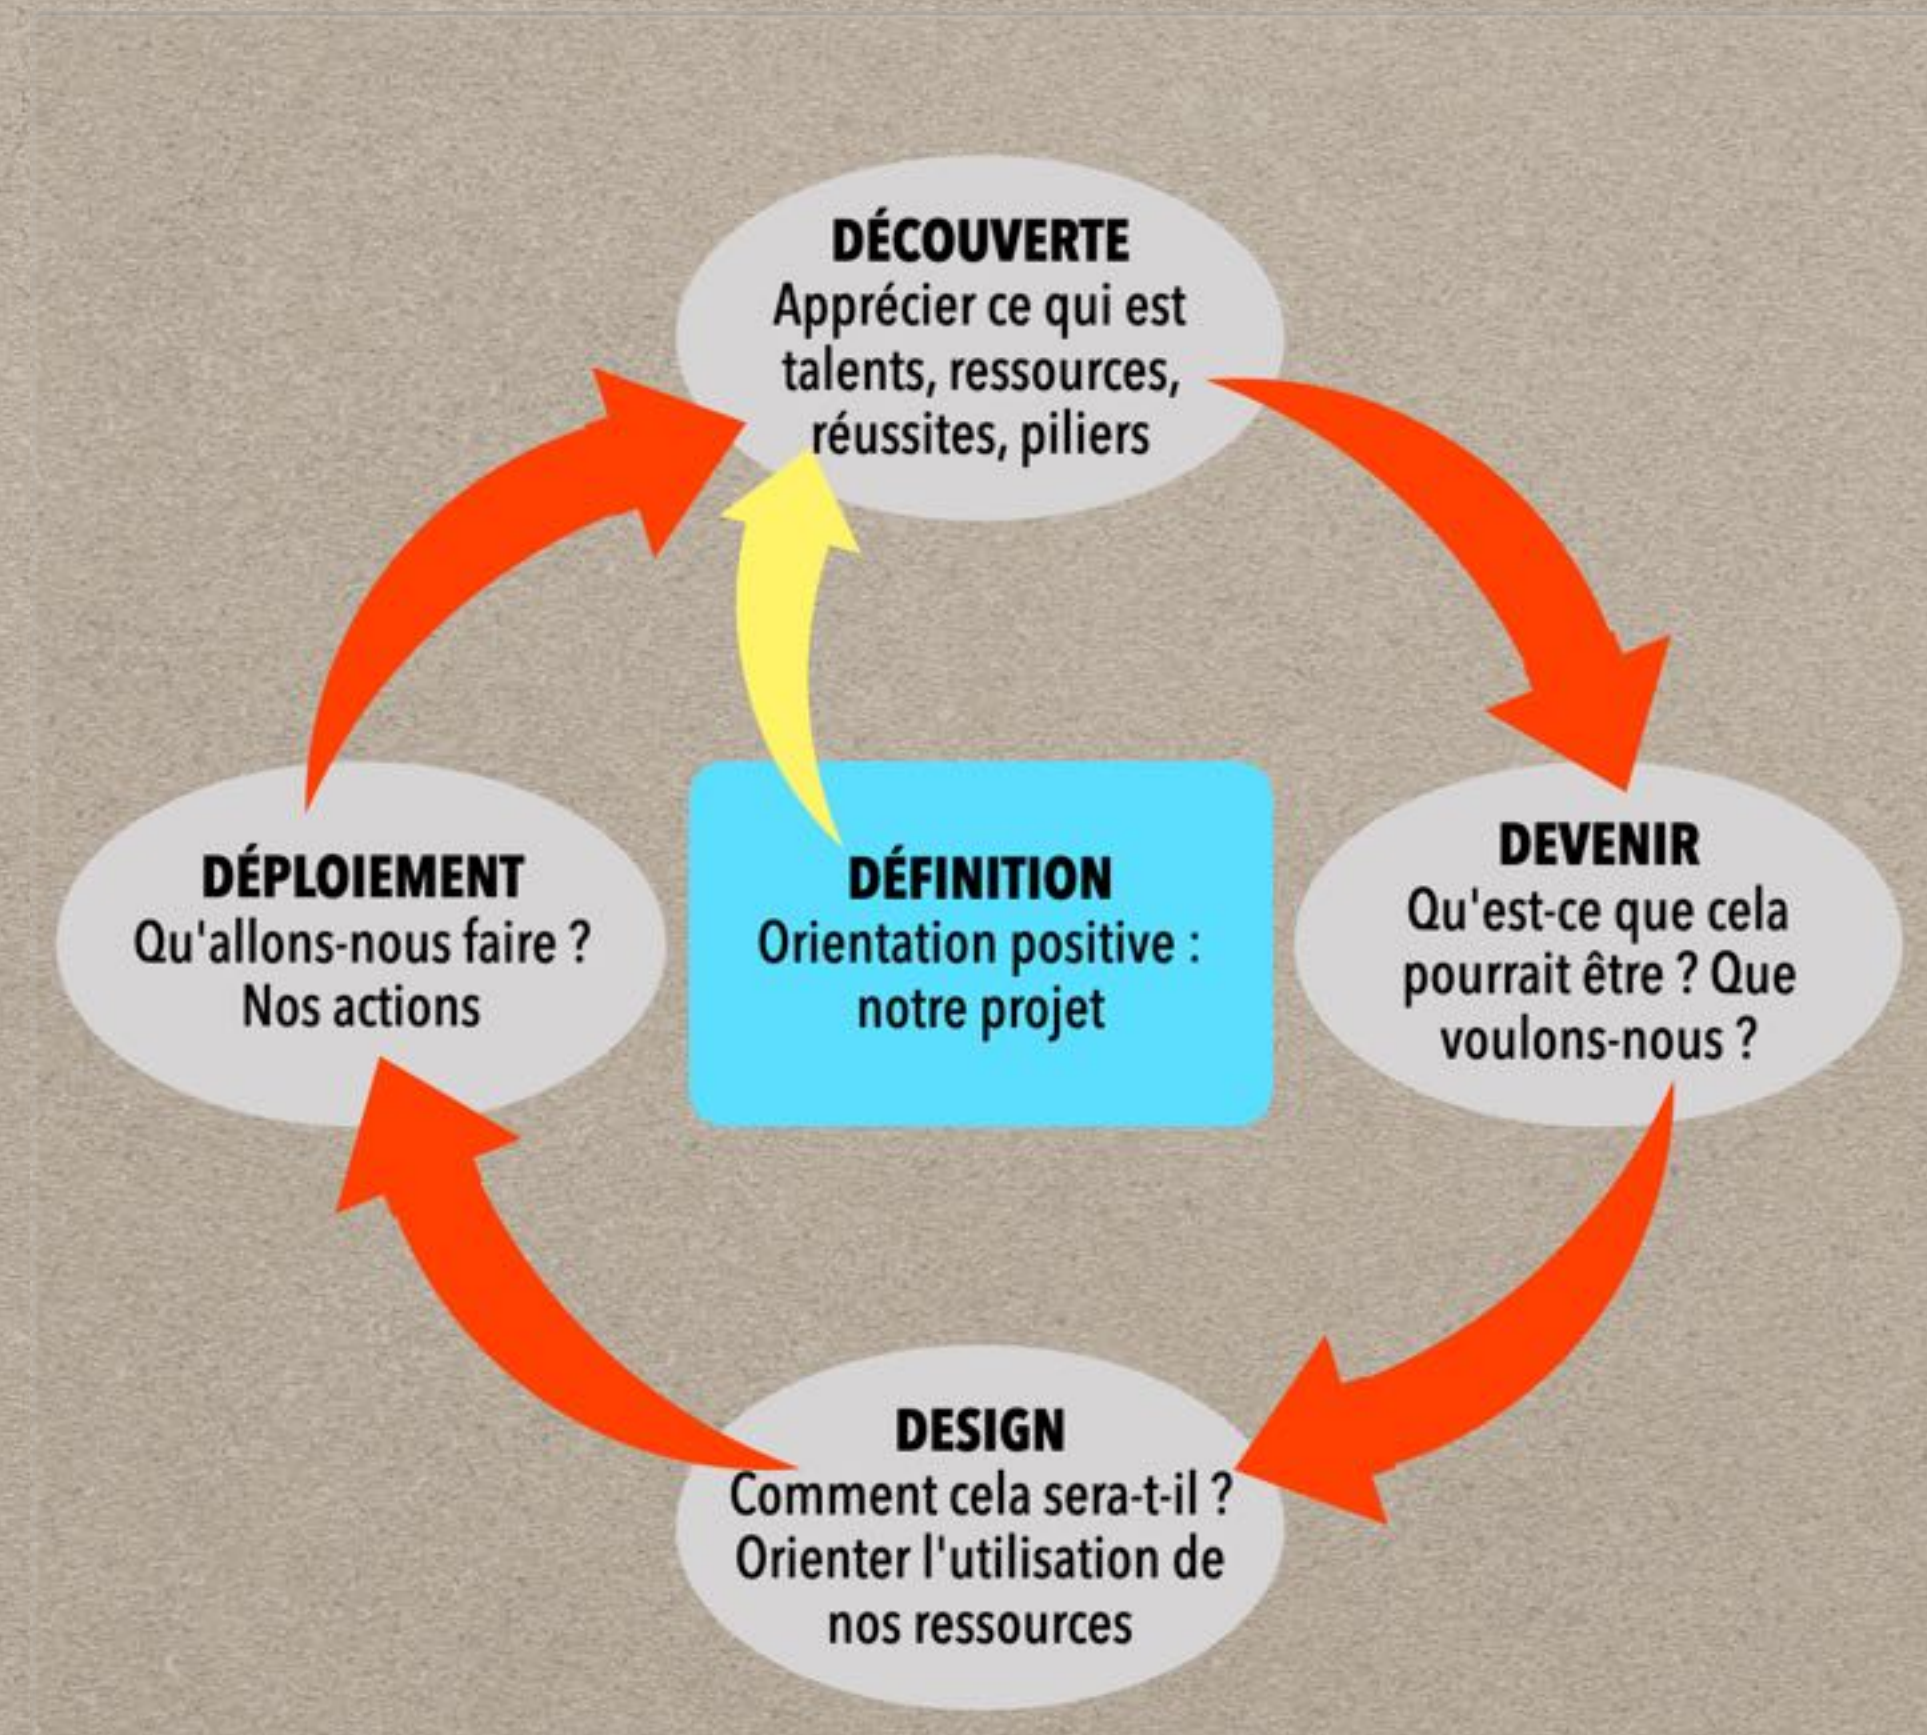 DÉCOUVERTE
Apprécier ce qui est
talents, ressources,
réussites, piliers
DÉPLOIEMENT
Qu'allons-nous faire ?
Nos actions
DÉFINITION
Orientation positive :
notre projet
DEVENIR
Qu'est-ce que cela
pourrait être ? Que
voulons-nous ?
DESIGN
Comment cela sera-t-il ?
Orienter l'utilisation de
nos ressources